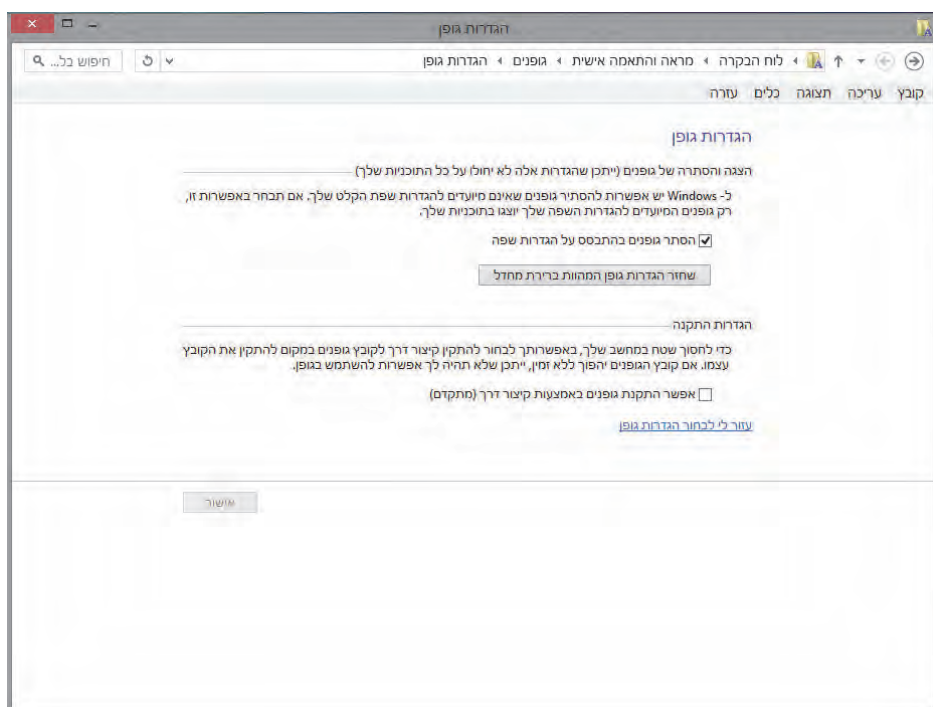 הגדרות גופן
לוח הבקרה ◂ מראה והתאמה אישית ◂ גופנים ◂ הגדרות גופן
חיפוש בל...
קובץ עריכה תצוגה כלים עזרה
הגדרות גופן
הצגה והסתרה של גופנים (ייתכן שהגדרות אלה לא יחולו על כל התוכניות שלך)
ל- Windows יש אפשרות להסתיר גופנים שאינם מיועדים להגדרות שפת הקלט שלך. אם תבחר באפשרות זו,
רק גופנים המיועדים להגדרות השפה שלך יוצגו בתוכניות שלך.
הסתר גופנים בהתבסס על הגדרות שפה
שחזר הגדרות גופן המהוות ברירת מחדל
הגדרות התקנה
כדי לחסוך שטח במחשב שלך, באפשרותך לבחור להתקין קיצור דרך לקובץ גופנים במקום להתקין את הקובץ
עצמו. אם קובץ הגופנים יהפוך ללא זמין, ייתכן שלא תהיה לך אפשרות להשתמש בגופן.
אפשר התקנת גופנים באמצעות קיצור דרך (מתקדם)
עזור לי לבחור הגדרות גופן
אישור